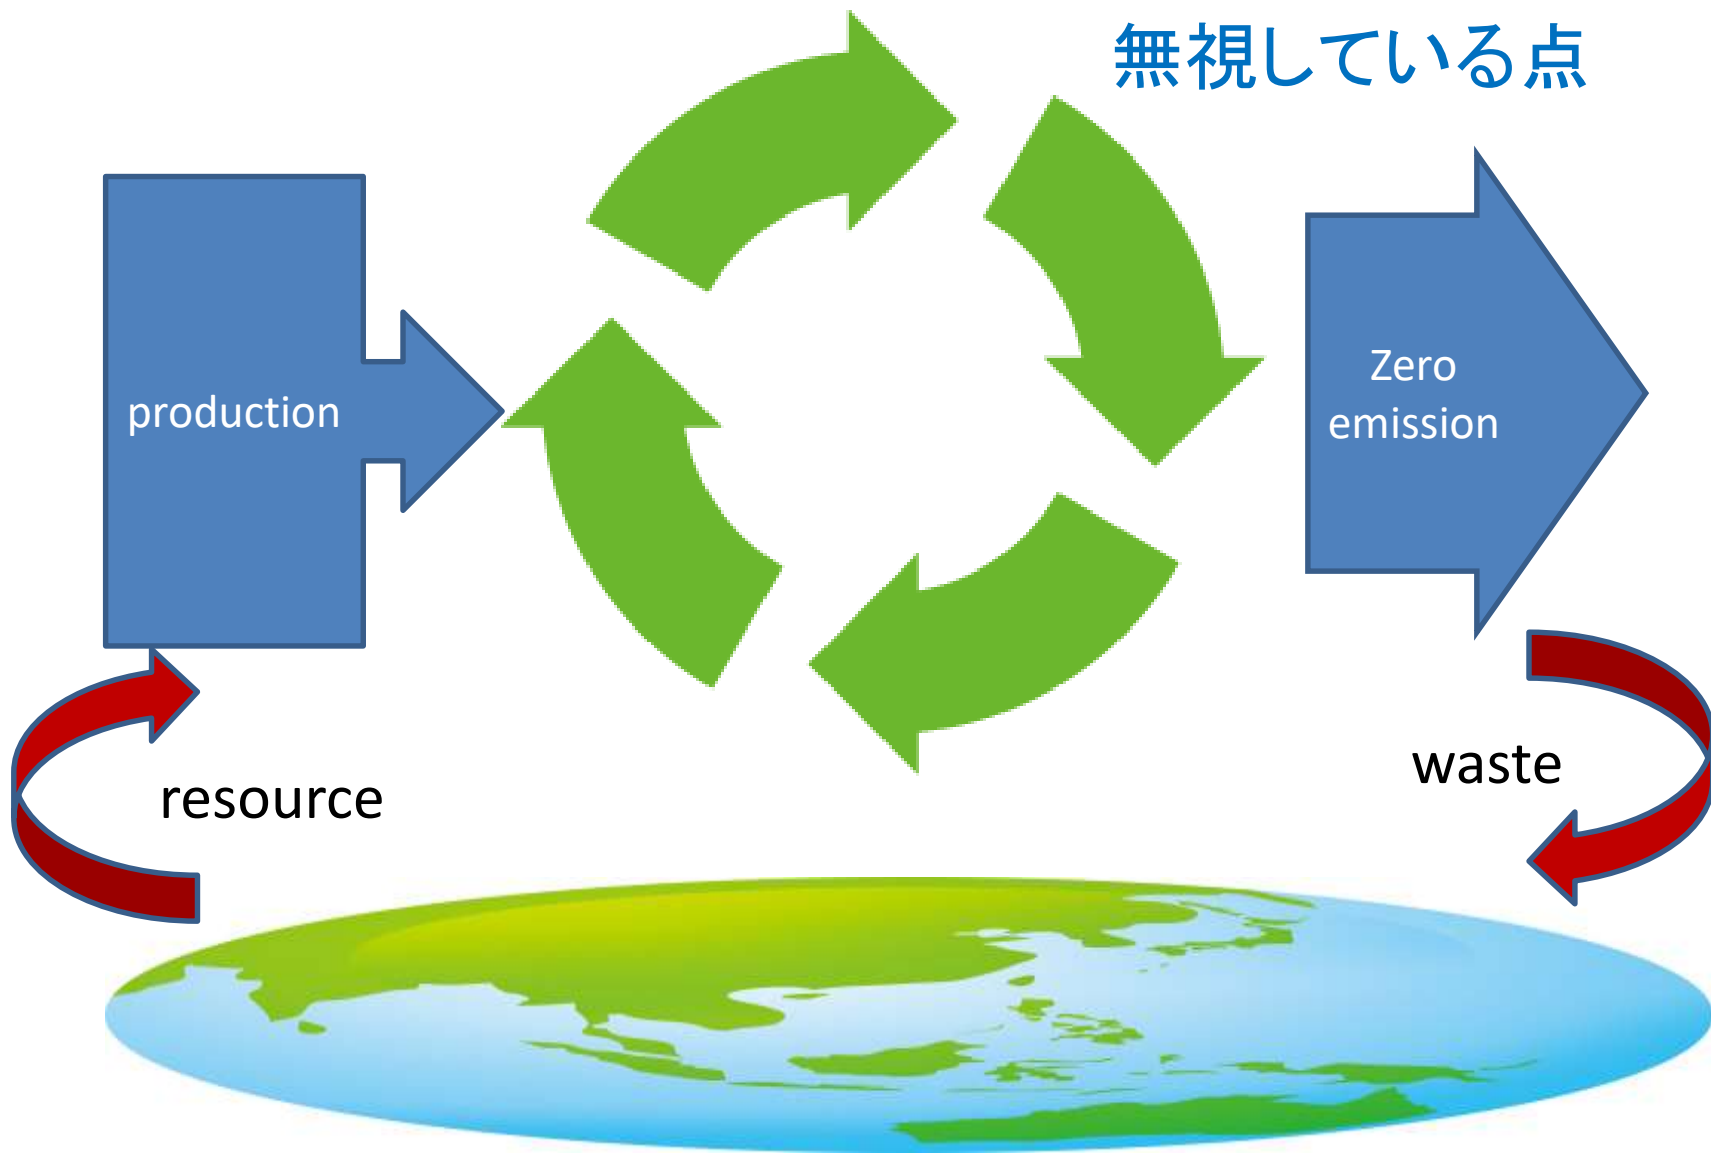 無視している点
production
Zero
emission
resource
waste